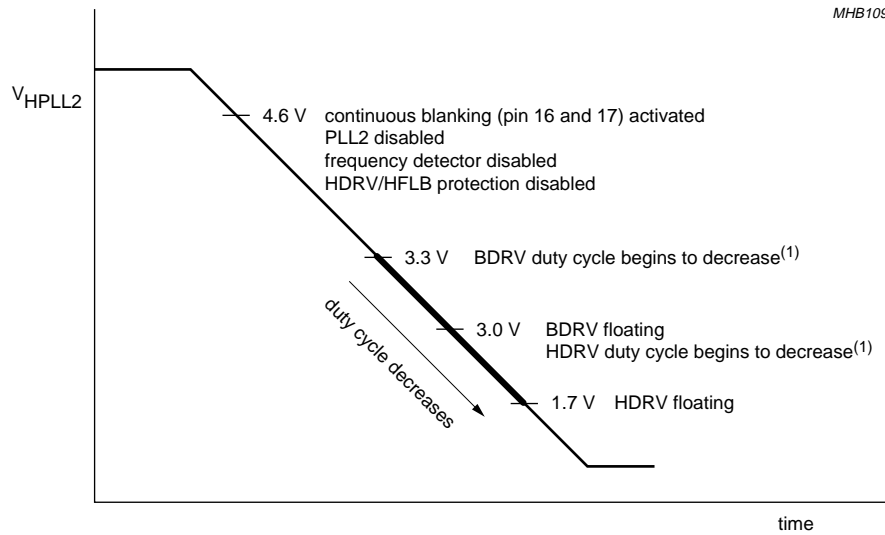 MHB109
VHPLL2
4.6 V continuous blanking (pin 16 and 17) activated
PLL2 disabled
frequency detector disabled
HDRV/HFLB protection disabled
3.3 V BDRV duty cycle begins to decrease(1)
duty cycle decreases
3.0 V BDRV floating
HDRV duty cycle begins to decrease(1)
1.7 V HDRV floating
time